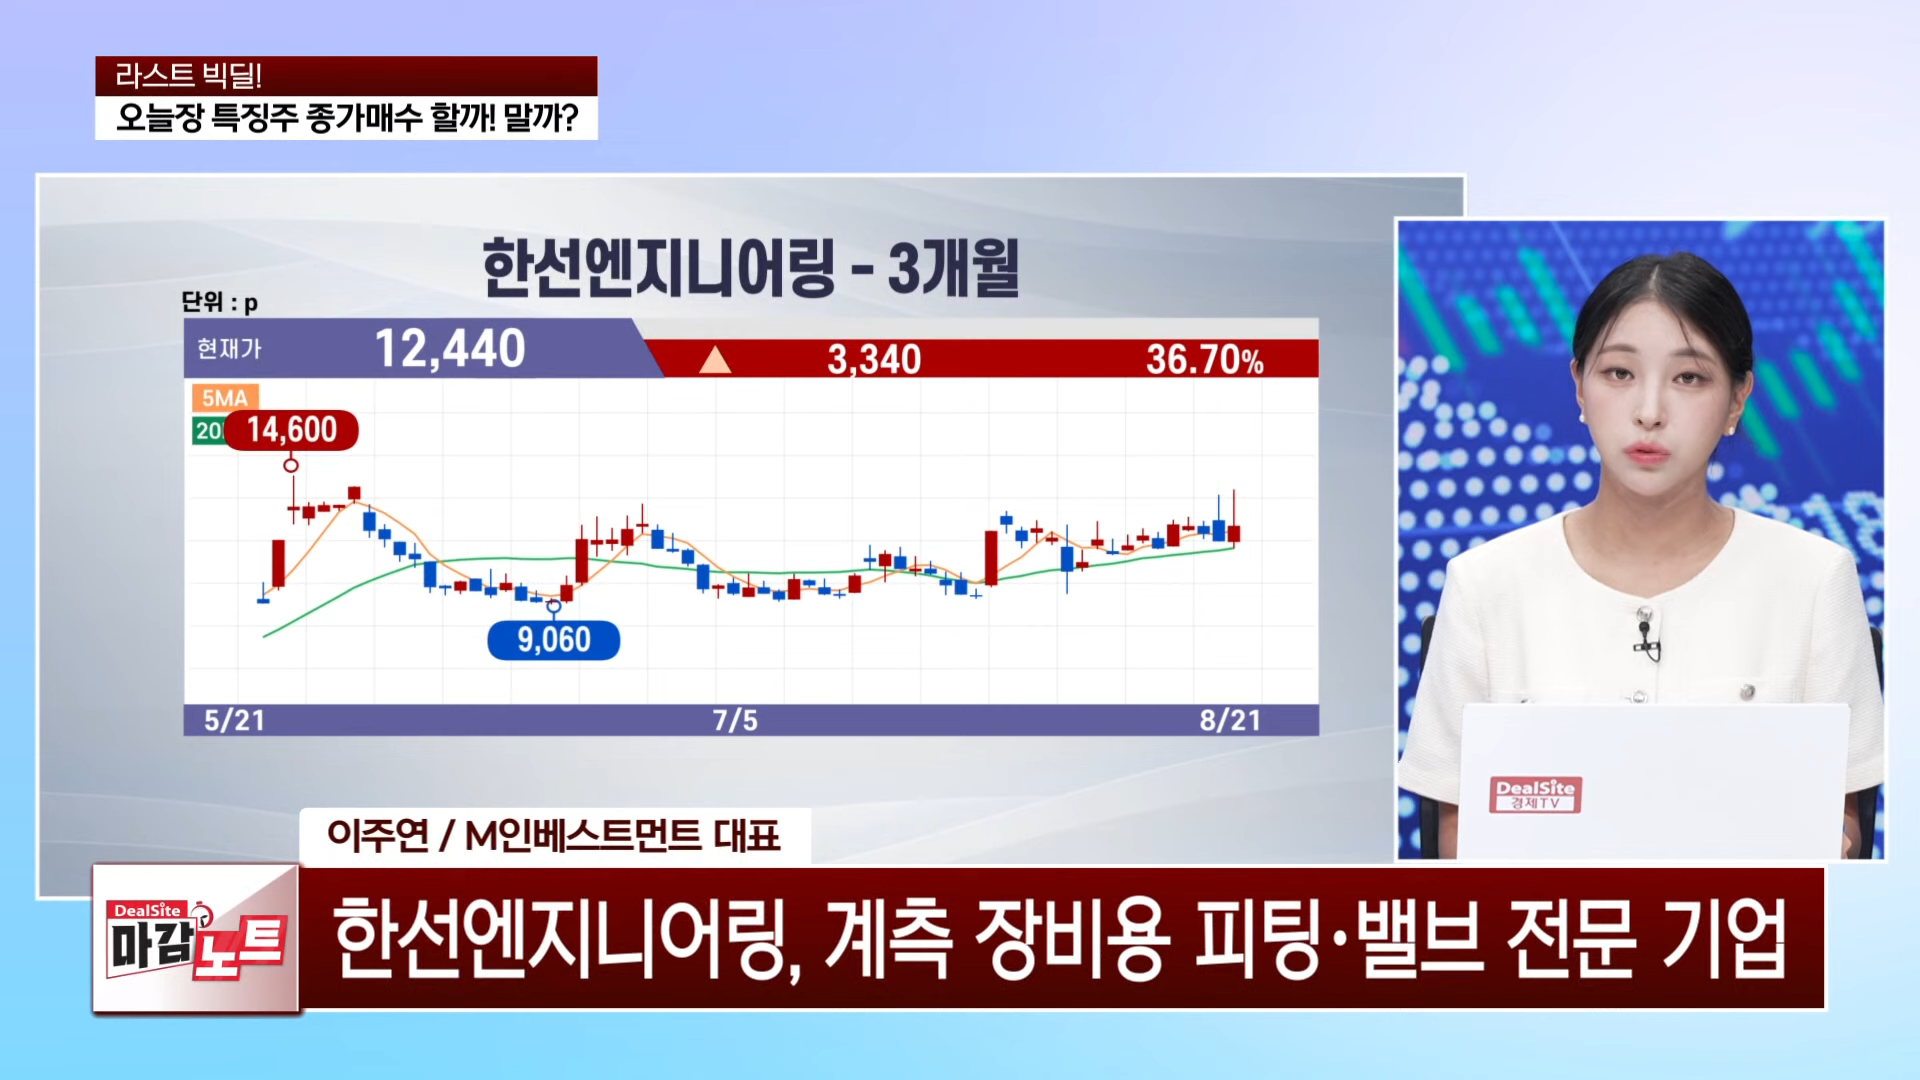 라스트 빅딜!
오늘장 특징주 종가매수 할까! 말까?
한선엔지니어링 - 3개월
단위 : p
현재가 12,440 3,340 36.70%
5MA
20
14,600
9,060
5/21 7/5 8/21
DealSite
경제TV
이주연 / M인베스트먼트 대표
DealSite
마감
노트
한선엔지니어링, 계측 장비용 피팅·밸브 전문 기업